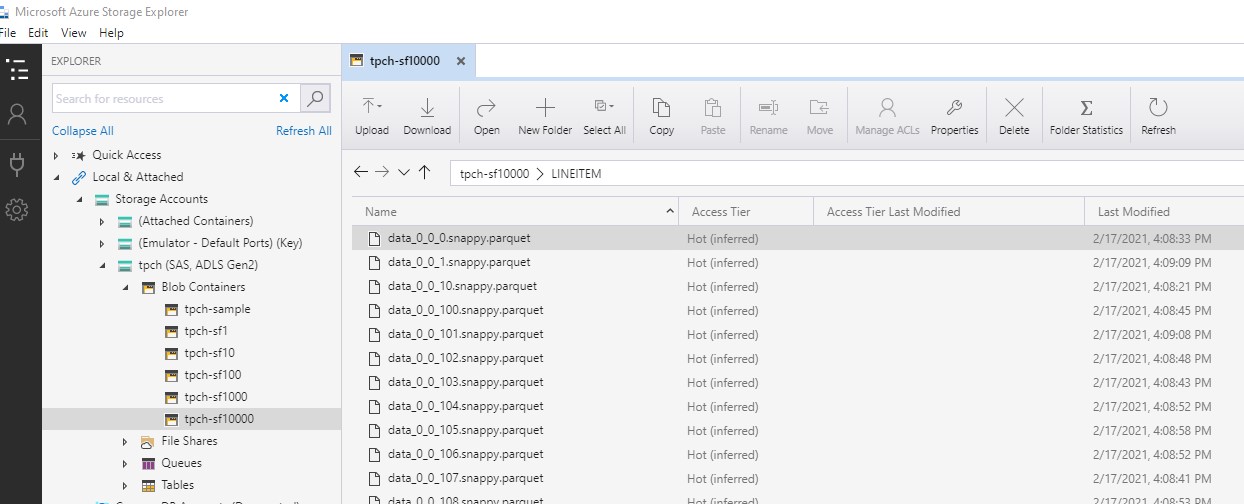 Microsoft Azure Storage Explorer
File Edit View Help
EXPLORER
Search for resources
Collapse All Refresh All
Quick Access
Local & Attached
Storage Accounts
(Attached Containers)
(Emulator - Default Ports) (Key)
tpch (SAS, ADLS Gen2)
Blob Containers
tpch-sample
tpch-sf1
tpch-sf10
tpch-sf100
tpch-sf1000
tpch-sf10000
File Shares
Queues
Tables
tpch-sf10000
Upload Download Open New Folder Select All Copy Paste Rename Move Manage ACLs Properties Delete Folder Statistics Refresh
tpch-sf10000 LINEITEM
Name Access Tier Access Tier Last Modified Last Modified
data_0_0_0.snappy.parquet Hot (inferred) 2/17/2021, 4:08:33 PM
data_0_0_1.snappy.parquet Hot (inferred) 2/17/2021, 4:09:09 PM
data_0_0_10.snappy.parquet Hot (inferred) 2/17/2021, 4:08:21 PM
data_0_0_100.snappy.parquet Hot (inferred) 2/17/2021, 4:08:45 PM
data_0_0_101.snappy.parquet Hot (inferred) 2/17/2021, 4:09:08 PM
data_0_0_102.snappy.parquet Hot (inferred) 2/17/2021, 4:08:48 PM
data_0_0_103.snappy.parquet Hot (inferred) 2/17/2021, 4:08:43 PM
data_0_0_104.snappy.parquet Hot (inferred) 2/17/2021, 4:08:52 PM
data_0_0_105.snappy.parquet Hot (inferred) 2/17/2021, 4:08:58 PM
data_0_0_106.snappy.parquet Hot (inferred) 2/17/2021, 4:08:52 PM
data_0_0_107.snappy.parquet Hot (inferred) 2/17/2021, 4:08:41 PM
data_0_0_108.snappy.parquet Hot (inferred) 2/17/2021, 4:08:53 PM